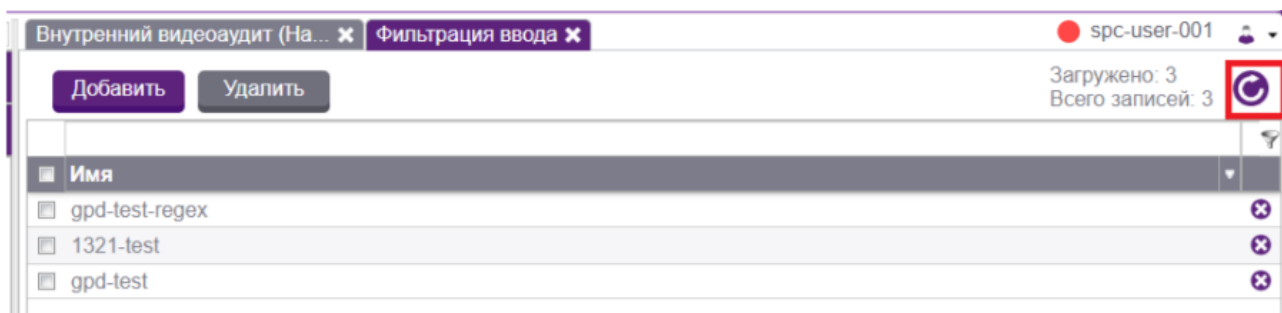 Внутренний видеоаудит (На... Фильтрация ввода spc-user-001
Добавить Удалить Загружено: 3
Всего записей: 3
Имя
gpd-test-regex
1321-test
gpd-test